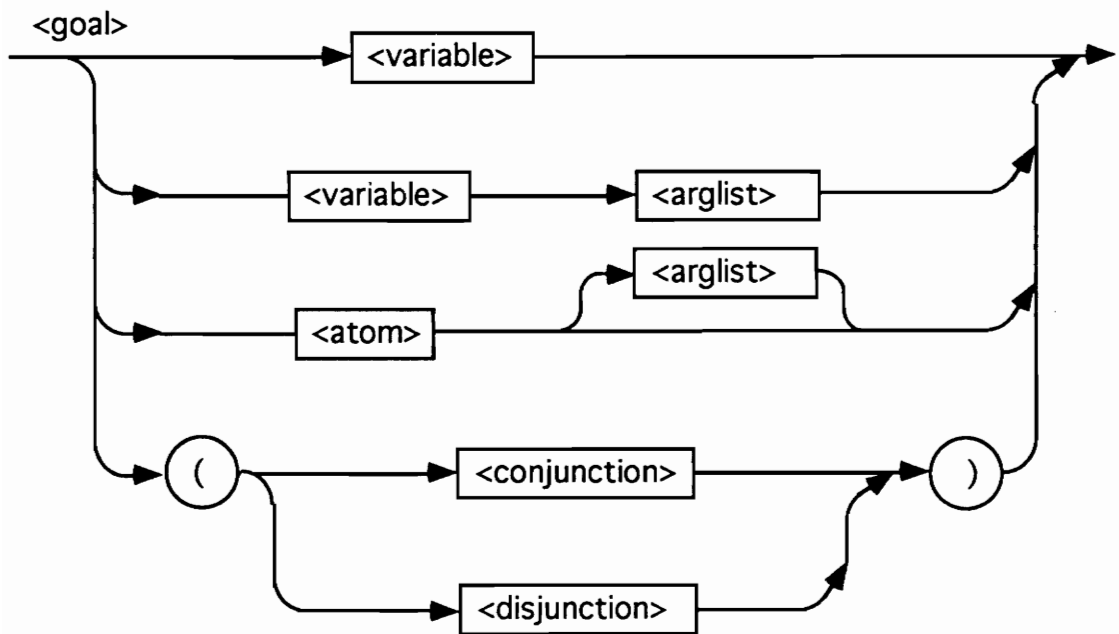 <goal>
<variable>
<variable> <arglist>
<arglist>
<atom>
( <conjunction> )
<disjunction>